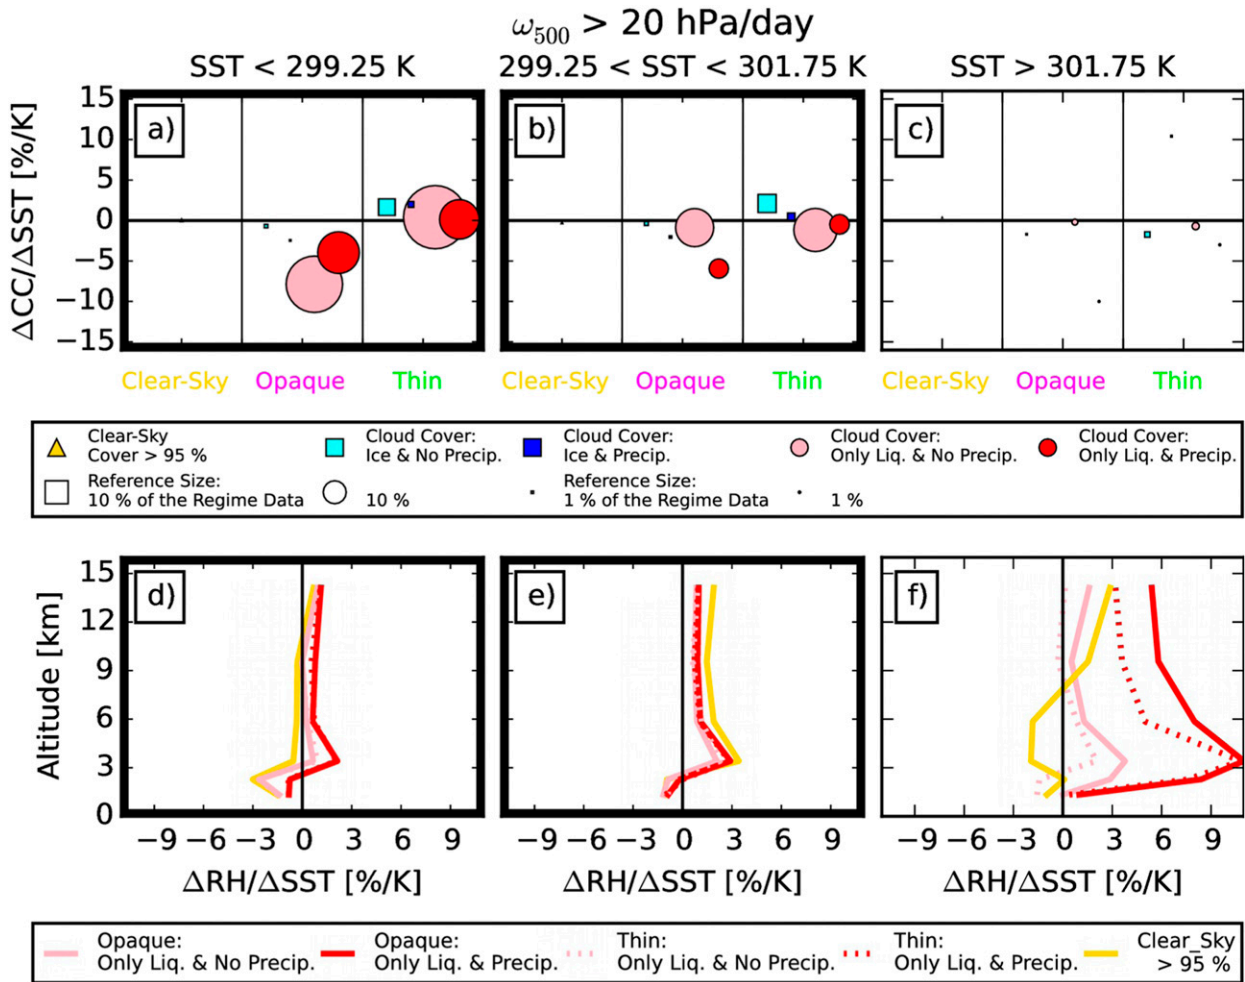 ω500 > 20 hPa/day
SST < 299.25 K
299.25 < SST < 301.75 K
SST > 301.75 K
ΔCC/ΔSST [%/K]
15
10
5
0
−5
−10
−15
a)
b)
c)
Clear-Sky Opaque Thin
Clear-Sky Opaque Thin
Clear-Sky Opaque Thin
Clear-Sky
Cover > 95 %
Cloud Cover:
Ice & No Precip.
Cloud Cover:
Ice & Precip.
Cloud Cover:
Only Liq. & No Precip.
Cloud Cover:
Only Liq. & Precip.
Reference Size:
10 % of the Regime Data
10 %
Reference Size:
1 % of the Regime Data
1 %
Altitude [km]
15
12
9
6
3
0
d)
e)
f)
−9 −6 −3 0 3 6 9
−9 −6 −3 0 3 6 9
−9 −6 −3 0 3 6 9
ΔRH/ΔSST [%/K]
ΔRH/ΔSST [%/K]
ΔRH/ΔSST [%/K]
Opaque:
Only Liq. & No Precip.
Opaque:
Only Liq. & Precip.
Thin:
Only Liq. & No Precip.
Thin:
Only Liq. & Precip.
Clear_Sky
> 95 %